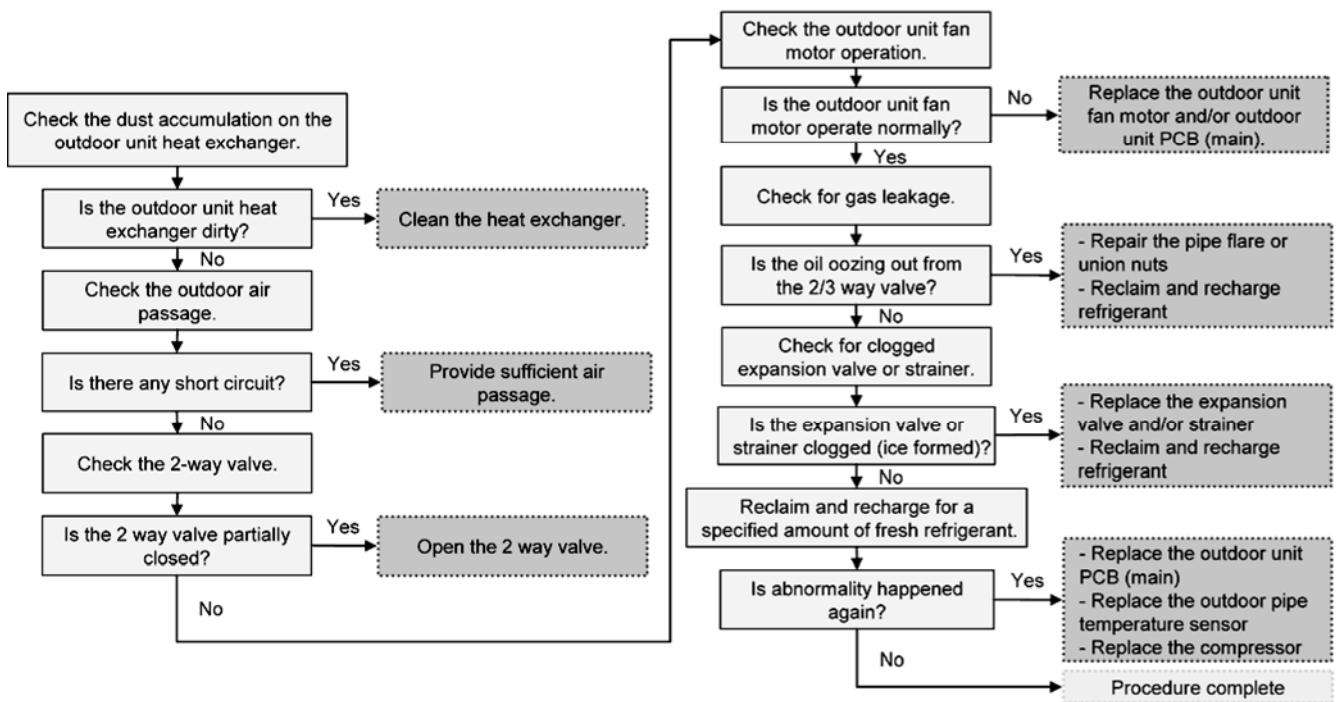 Check the dust accumulation on the
outdoor unit heat exchanger.
Is the outdoor unit heat
exchanger dirty?
Yes
Clean the heat exchanger.
No
Check the outdoor air
passage.
Is there any short circuit?
Yes
Provide sufficient air
passage.
No
Check the 2-way valve.
Is the 2 way valve partially
closed?
Yes
Open the 2 way valve.
No
Check the outdoor unit fan
motor operation.
Is the outdoor unit fan
motor operate normally?
No
Replace the outdoor unit
fan motor and/or outdoor
unit PCB (main).
Yes
Check for gas leakage.
Is the oil oozing out from
the 2/3 way valve?
Yes
- Repair the pipe flare or
union nuts
- Reclaim and recharge
refrigerant
No
Check for clogged
expansion valve or strainer.
Is the expansion valve or
strainer clogged (ice formed)?
Yes
- Replace the expansion
valve and/or strainer
- Reclaim and recharge
refrigerant
No
Reclaim and recharge for a
specified amount of fresh refrigerant.
Is abnormality happened
again?
Yes
- Replace the outdoor unit
PCB (main)
- Replace the outdoor pipe
temperature sensor
- Replace the compressor
No
Procedure complete